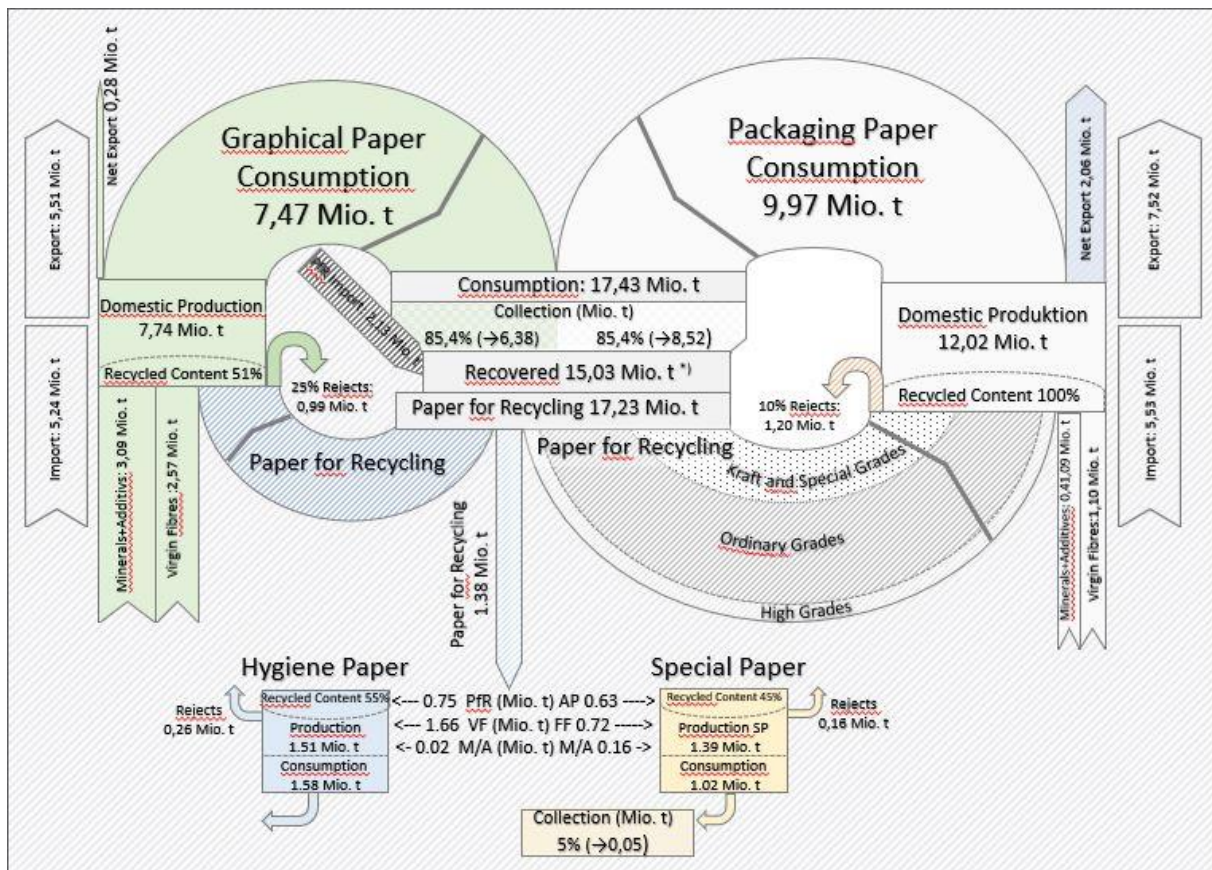 Net Export 0,28 Mio. t
Export: 5,51 Mio. t
Import: 5,24 Mio. t
Graphical Paper
Consumption
7,47 Mio. t
Packaging Paper
Consumption
9,97 Mio. t
Net Export 2,06 Mio. t
Export: 7,52 Mio. t
Import: 5,53 Mio. t
Domestic Production
7,74 Mio. t
Recycled Content 51%
PfR Import: 2,13 Mio. t
Consumption: 17,43 Mio. t
Collection (Mio. t)
85,4% (→6,38) 85,4% (→8,52)
Recovered 15,03 Mio. t *)
Paper for Recycling 17,23 Mio. t
Domestic Produktion
12,02 Mio. t
Recycled Content 100%
25% Rejects:
0,99 Mio. t
10% Rejects:
1,20 Mio. t
Paper for Recycling
Paper for Recycling
Kraft and Special Grades
Ordinary Grades
High Grades
Minerals+Additivs: 3,09 Mio. t
Virgin Fibres :2,57 Mio. t
Paper for Recycling
1.38 Mio. t
Minerals+Additives: 0,41,09 Mio. t
Virgin Fibres:1,10 Mio. t
Hygiene Paper
Special Paper
Recycled Content 55%
<--- 0.75 PfR (Mio. t) AP 0.63 --->
Recycled Content 45%
Rejects
0,26 Mio. t
Production
1.51 Mio. t
<--- 1.66 VF (Mio. t) FF 0.72 ---->
<- 0.02 M/A (Mio. t) M/A 0.16 ->
Production SP
1.39 Mio. t
Rejects
0,16 Mio. t
Consumption
1.58 Mio. t
Consumption
1.02 Mio. t
Collection (Mio. t)
5% (→0,05)